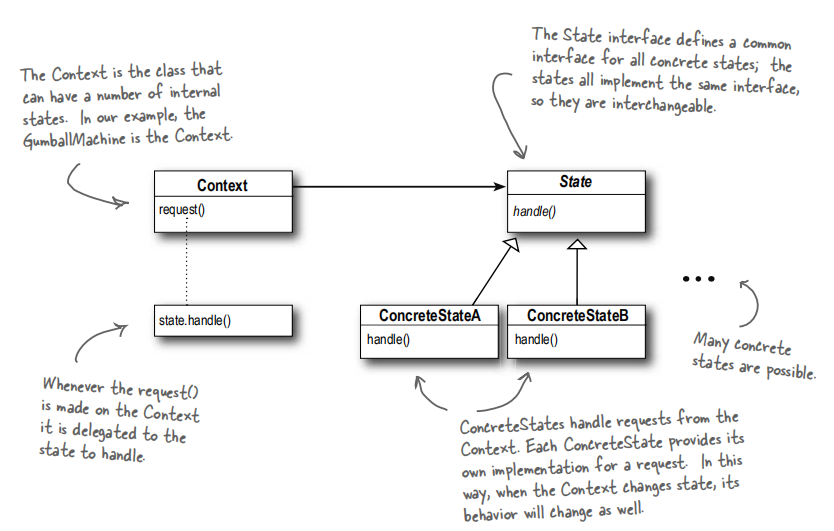 The Context is the class that
can have a number of internal
states. In our example, the
GumballMachine is the Context.
The State interface defines a common
interface for all concrete states; the
states all implement the same interface,
so they are interchangeable.
Context
request()
State
handle()
state.handle()
ConcreteStateA
handle()
ConcreteStateB
handle()
...
Many concrete
states are possible.
Whenever the request()
is made on the Context
it is delegated to the
state to handle.
ConcreteStates handle requests from the
Context. Each ConcreteState provides its
own implementation for a request. In this
way, when the Context changes state, its
behavior will change as well.